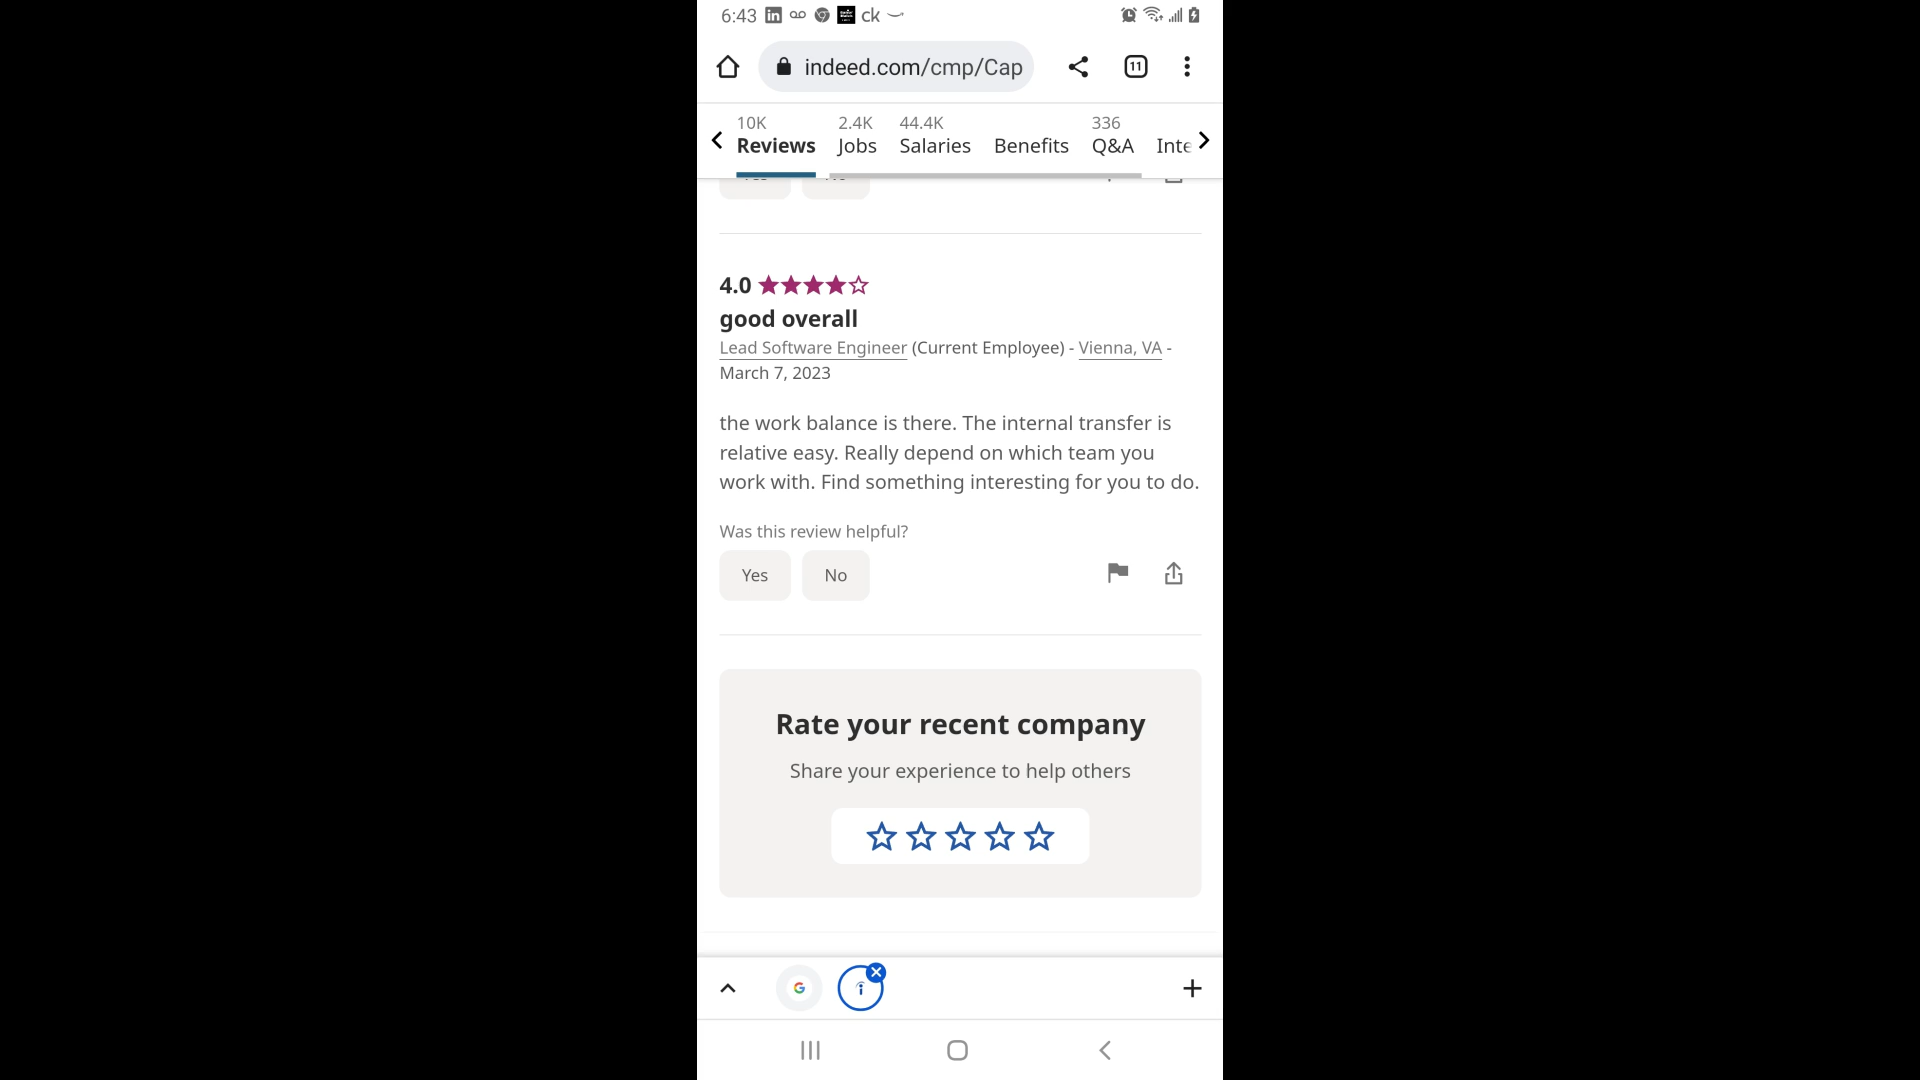 6:43 in ck
indeed.com/cmp/Cap
11
10K 2.4K 44.4K 336
Reviews Jobs Salaries Benefits Q&A Inte
4.0
good overall
Lead Software Engineer (Current Employee) - Vienna, VA -
March 7, 2023
the work balance is there. The internal transfer is
relative easy. Really depend on which team you
work with. Find something interesting for you to do.
Was this review helpful?
Yes No
Rate your recent company
Share your experience to help others
G i